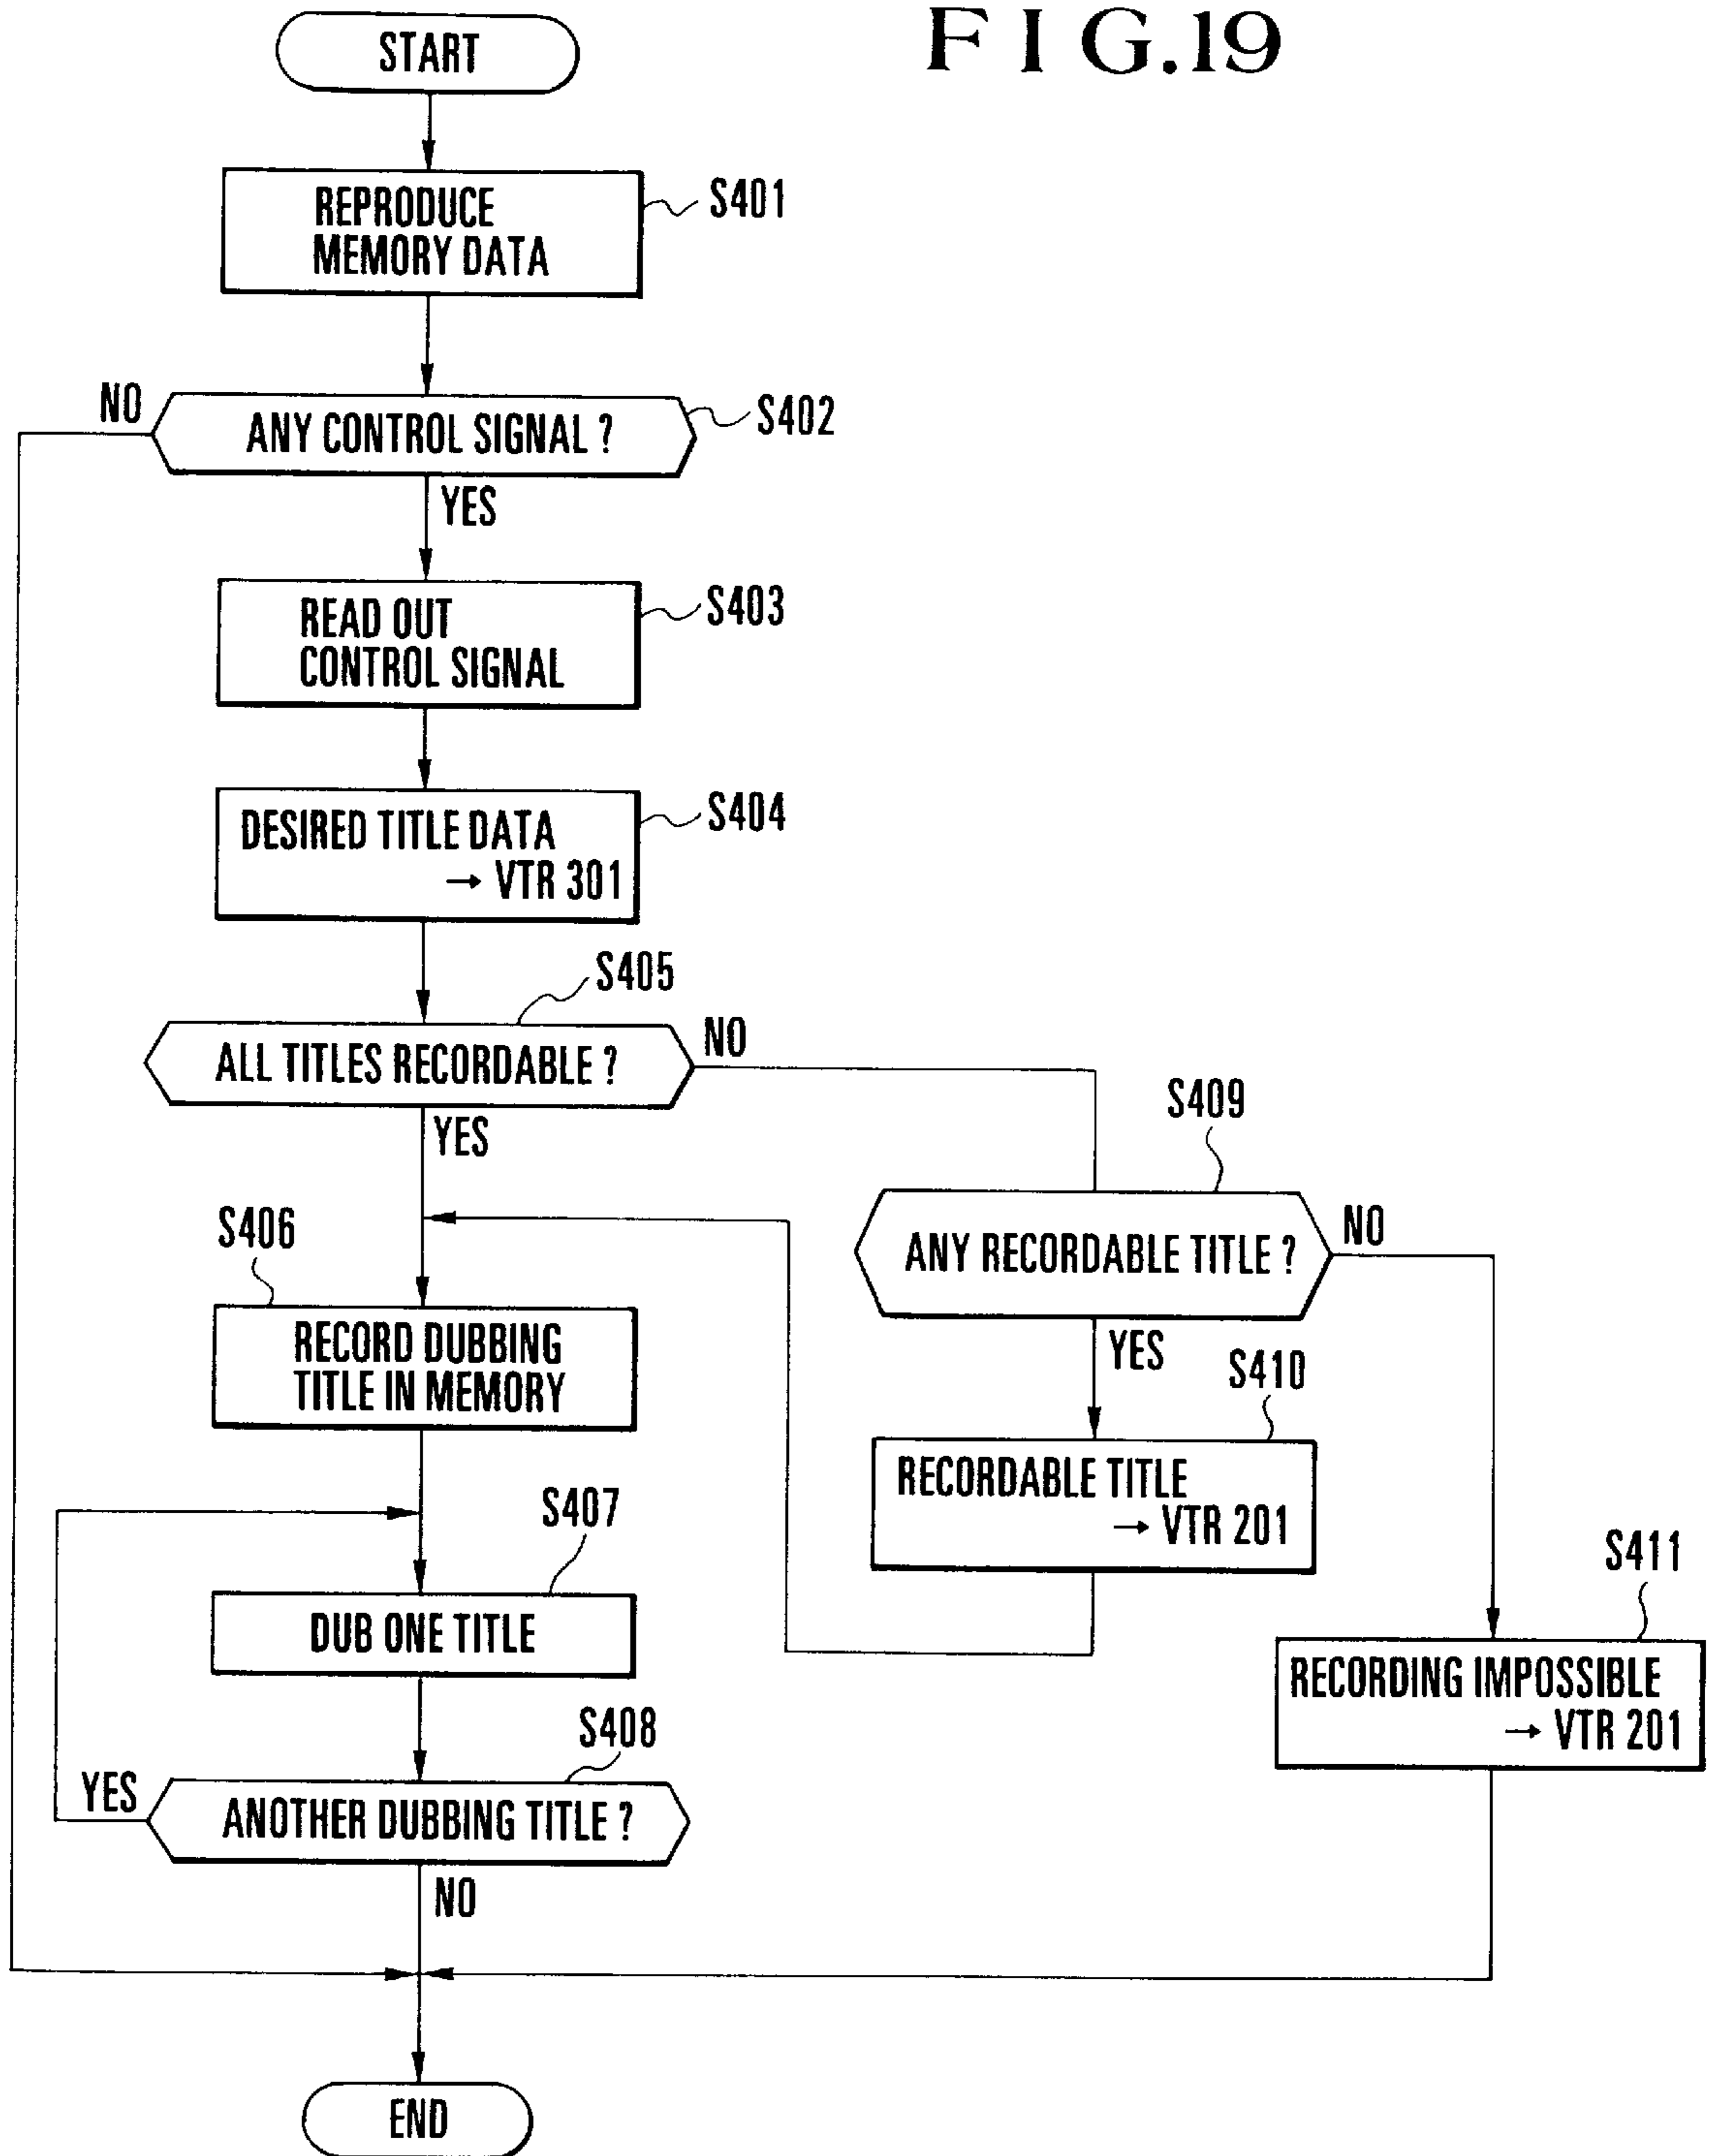 FIG.19
START
REPRODUCE
MEMORY DATA
S401
NO
ANY CONTROL SIGNAL ?
S402
YES
READ OUT
CONTROL SIGNAL
S403
DESIRED TITLE DATA
→ VTR 301
S404
S405
ALL TITLES RECORDABLE ?
NO
YES
S409
ANY RECORDABLE TITLE ?
NO
YES
S406
RECORD DUBBING
TITLE IN MEMORY
S410
RECORDABLE TITLE
→ VTR 201
S407
DUB ONE TITLE
S411
RECORDING IMPOSSIBLE
→ VTR 201
S408
YES
ANOTHER DUBBING TITLE ?
NO
END